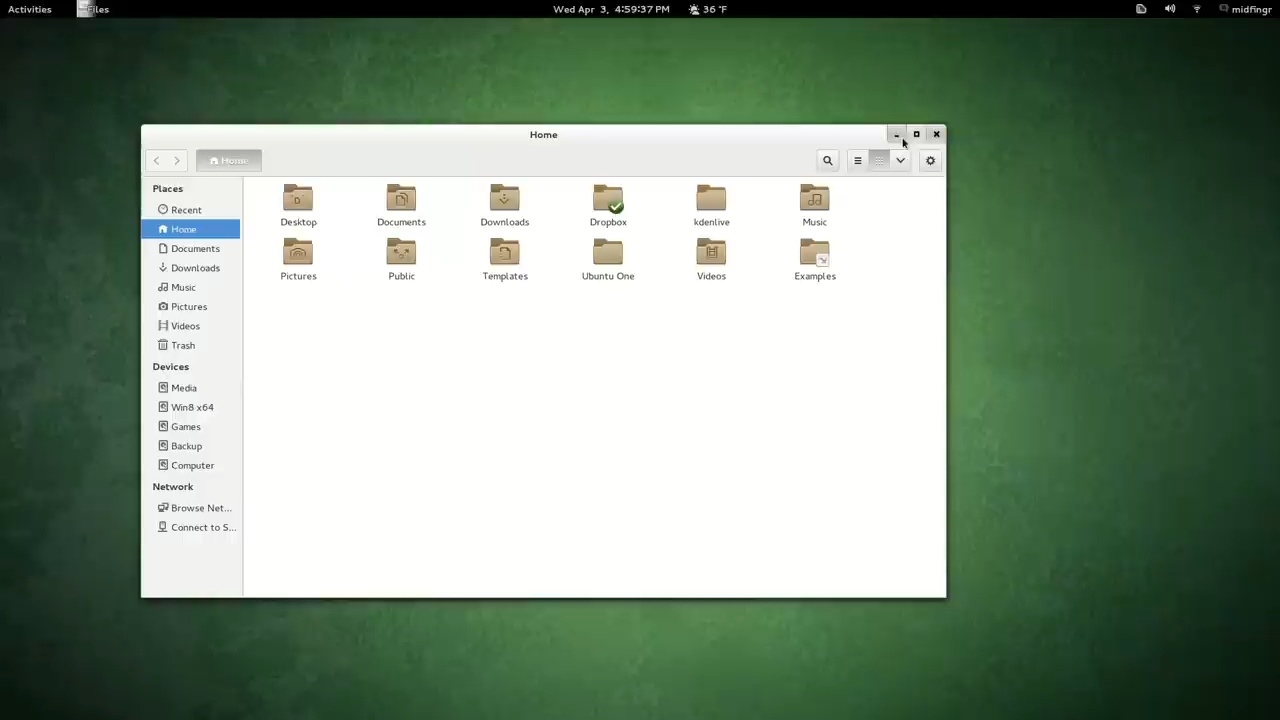 Activities Files Wed Apr 3, 4:59:37 PM 36 °F midfingr
Home
Home
Places
Recent
Home
Documents
Downloads
Music
Pictures
Videos
Trash
Devices
Media
Win8 x64
Games
Backup
Computer
Network
Browse Net...
Connect to S...
Desktop Documents Downloads Dropbox kdenlive Music
Pictures Public Templates Ubuntu One Videos Examples